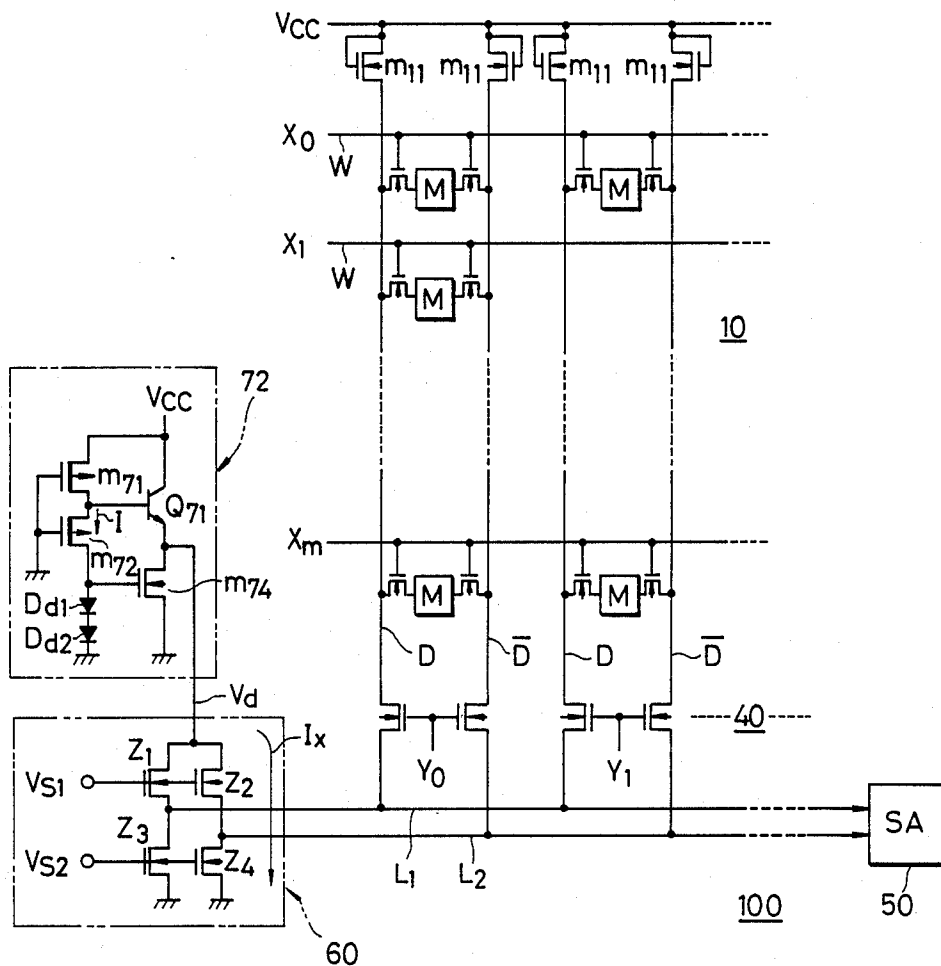 VCC
m11 m11 m11 m11
X0
W
M M
X1
W
M
10
72
VCC
m71
Q71
I
m72
m74
Dd1
Dd2
Xm
M M
D D̅ D D̅
Vd
40
Ix
Y0 Y1
Z1
Z2
VS1
Z3
Z4
VS2
L1 L2
SA
50
100
60